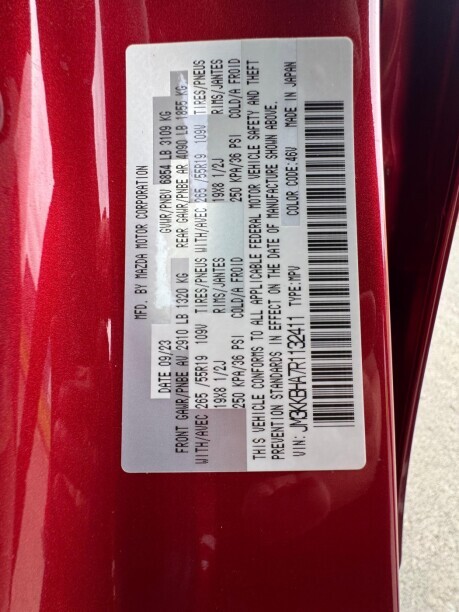 MFD. BY MAZDA MOTOR CORPORATION
DATE 09/23 GVWR/PNBV 6854 LB 3109 KG
FRONT GAWR/PNBE AV 2910 LB 1320 KG REAR GAWR/PNBE AR 4090 LB 1855 KG
WITH/AVEC 265 /55R19 109V TIRES/PNEUS WITH/AVEC 265 /55R19 109V TIRES/PNEUS
19X8 1/2J RIMS/JANTES 19X8 1/2J RIMS/JANTES
250 KPA/36 PSI COLD/A FROID 250 KPA/36 PSI COLD/A FROID
THIS VEHICLE CONFORMS TO ALL APPLICABLE FEDERAL MOTOR VEHICLE SAFETY AND THEFT
PREVENTION STANDARDS IN EFFECT ON THE DATE OF MANUFACTURE SHOWN ABOVE.
VIN: JM3KKBHA7R1132411 TYPE:MPV COLOR CODE:46V MADE IN JAPAN